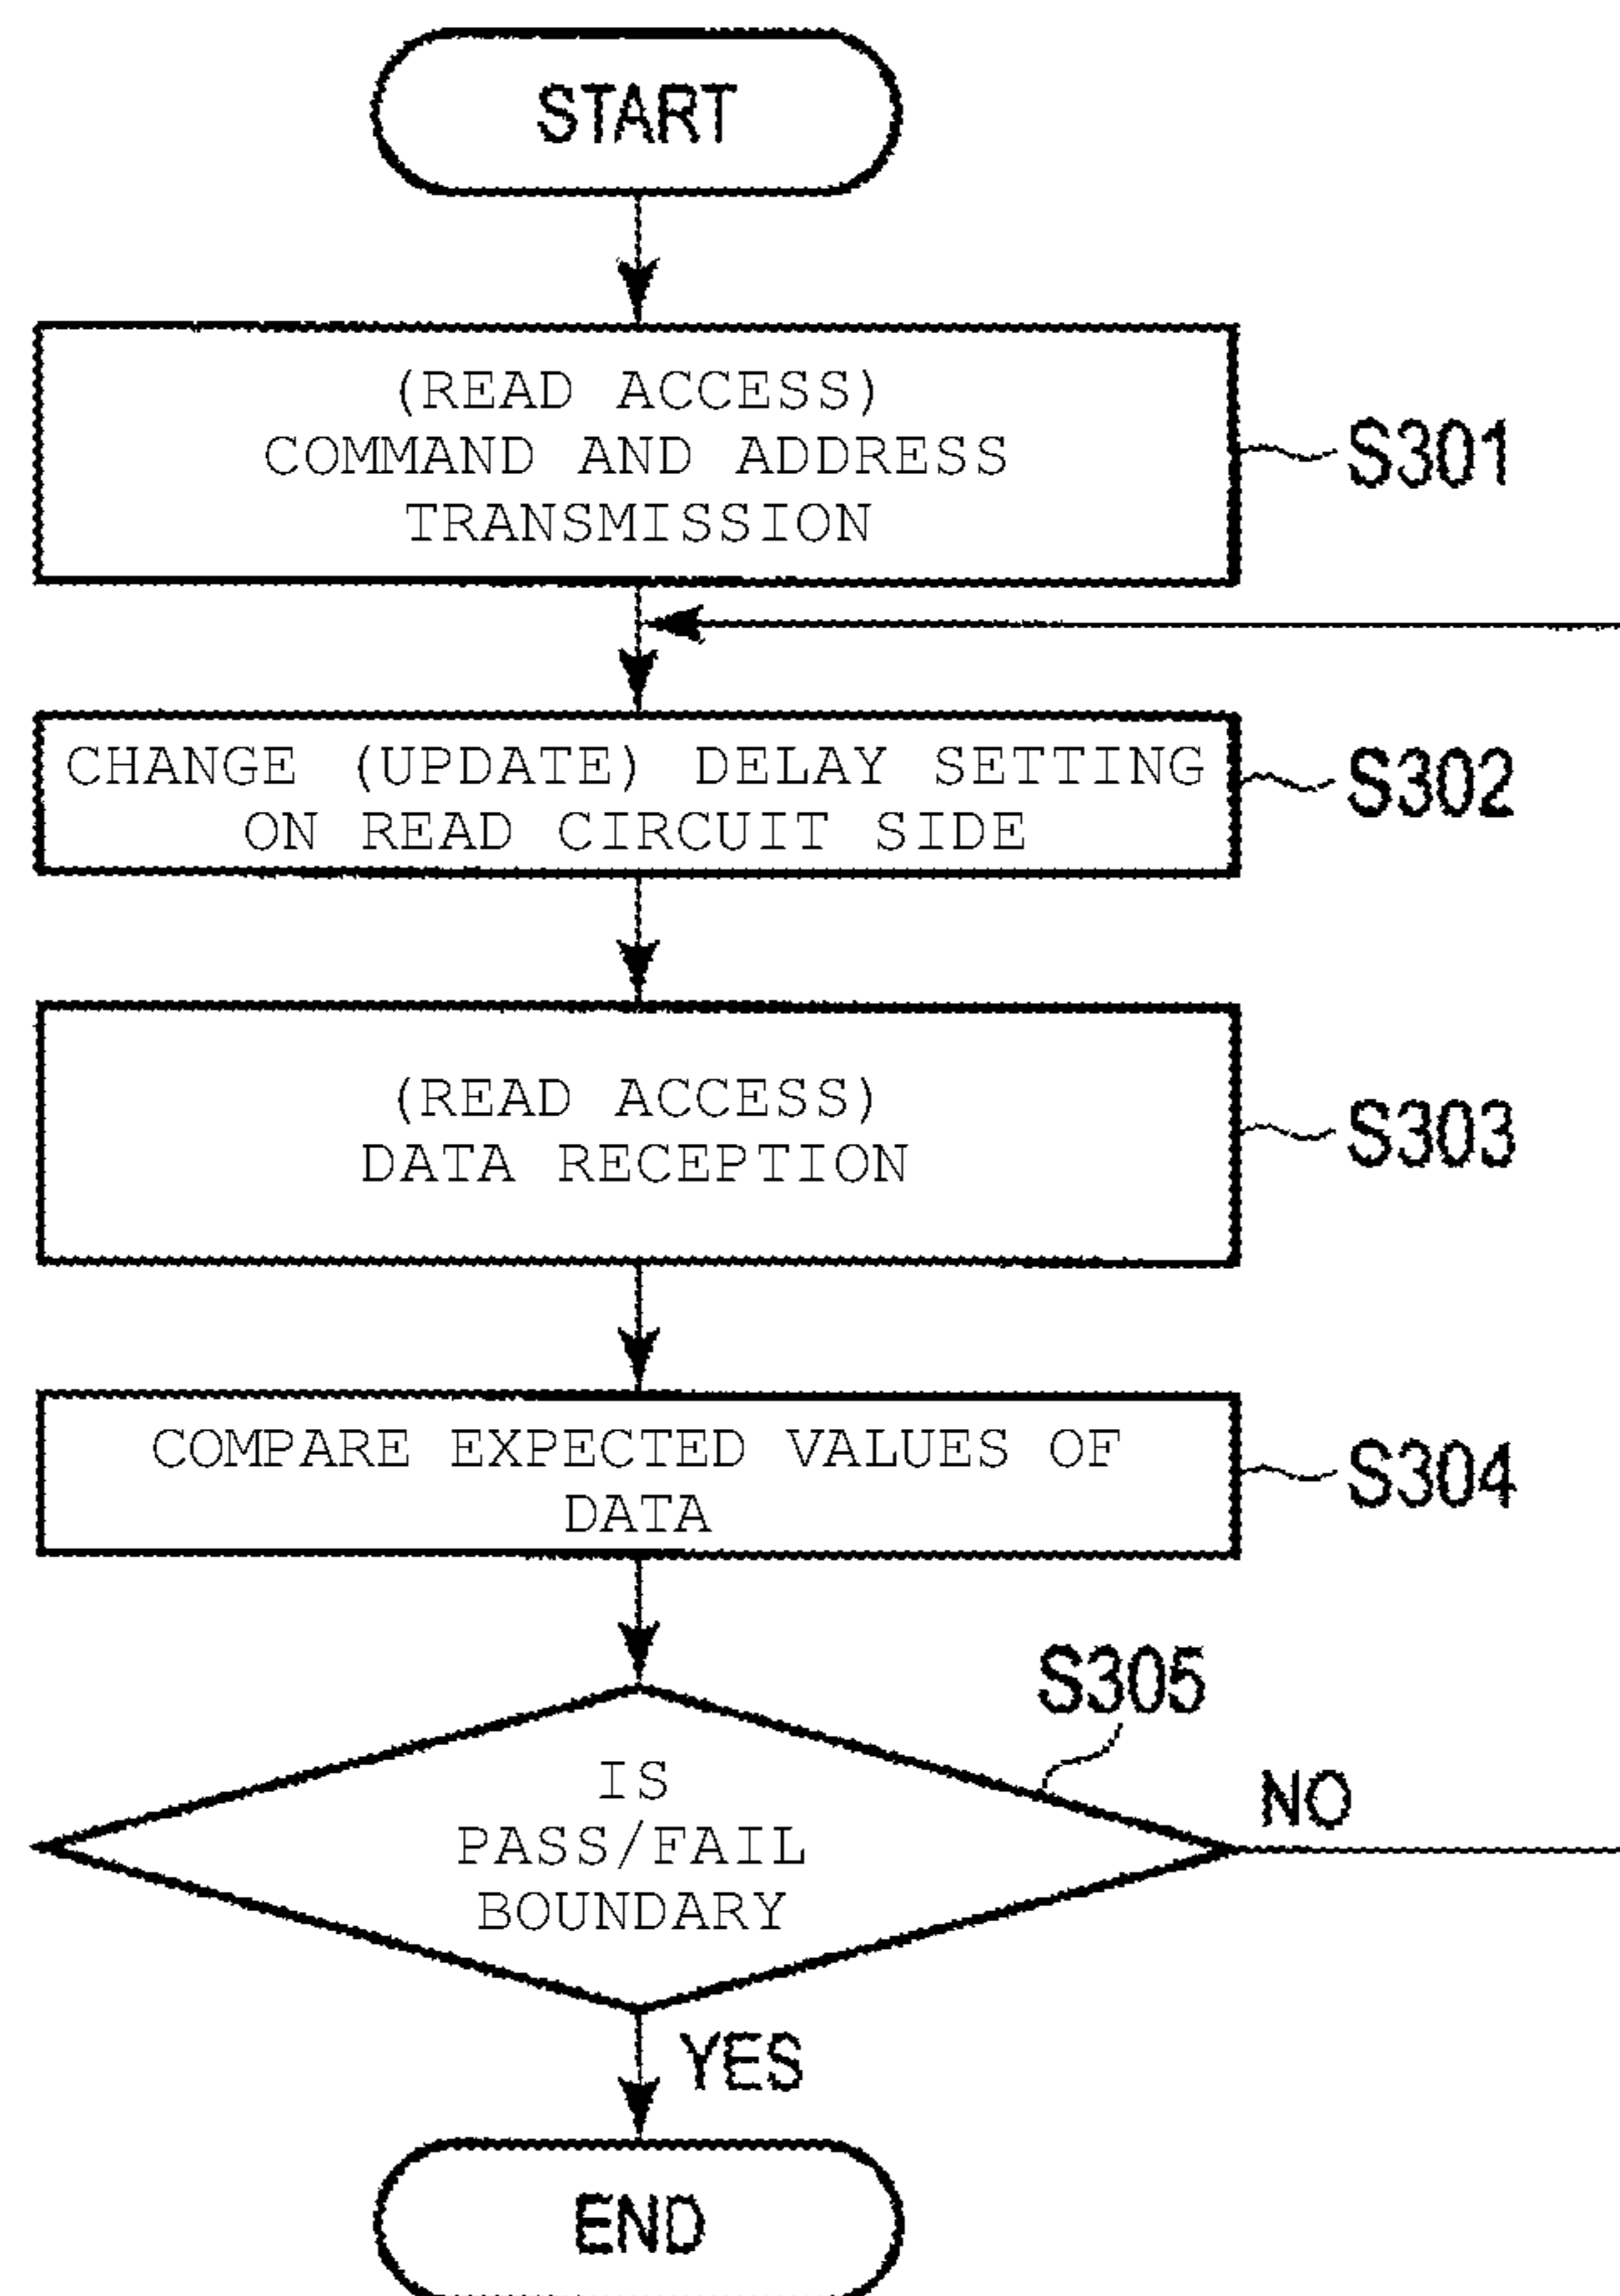 START
(READ ACCESS)
COMMAND AND ADDRESS
TRANSMISSION
S301
CHANGE (UPDATE) DELAY SETTING
ON READ CIRCUIT SIDE
S302
(READ ACCESS)
DATA RECEPTION
S303
COMPARE EXPECTED VALUES OF
DATA
S304
S305
IS
PASS/FAIL
BOUNDARY
NO
YES
END